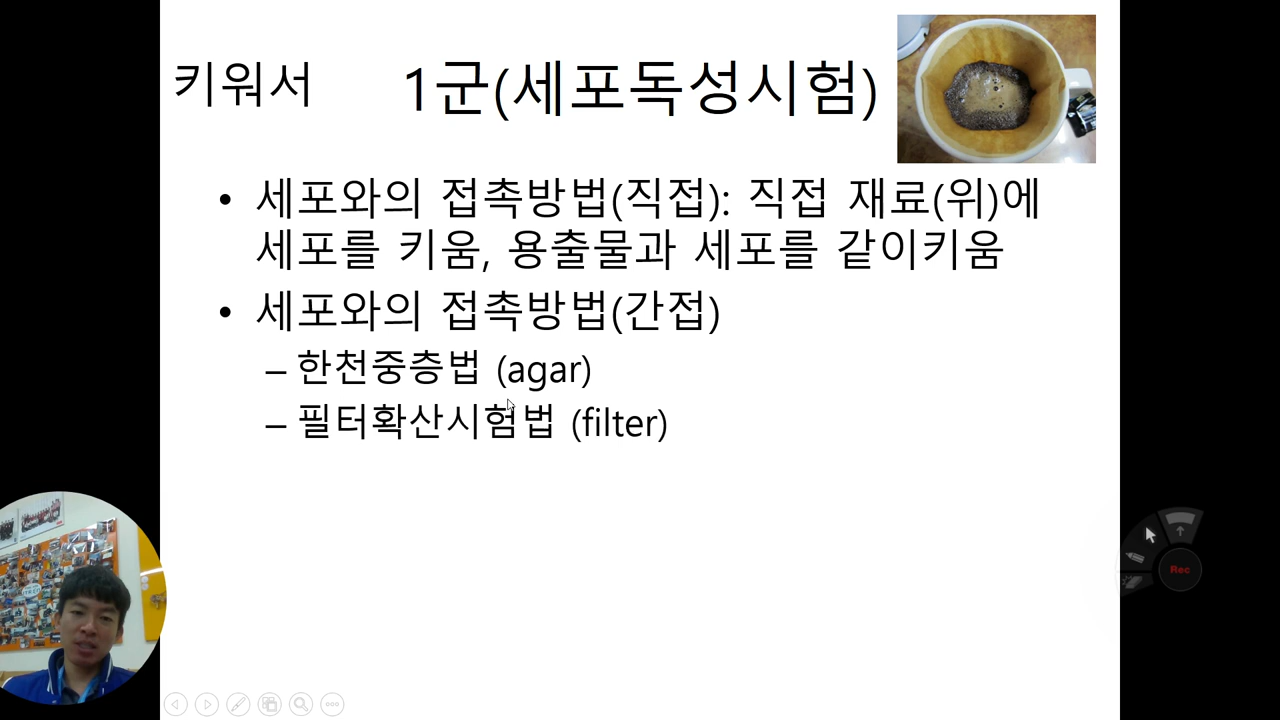 키워서
1군(세포독성시험)
• 세포와의 접촉방법(직접): 직접 재료(위)에
세포를 키움, 용출물과 세포를 같이키움
• 세포와의 접촉방법(간접)
– 한천중층법 (agar)
– 필터확산시험법 (filter)
Rec